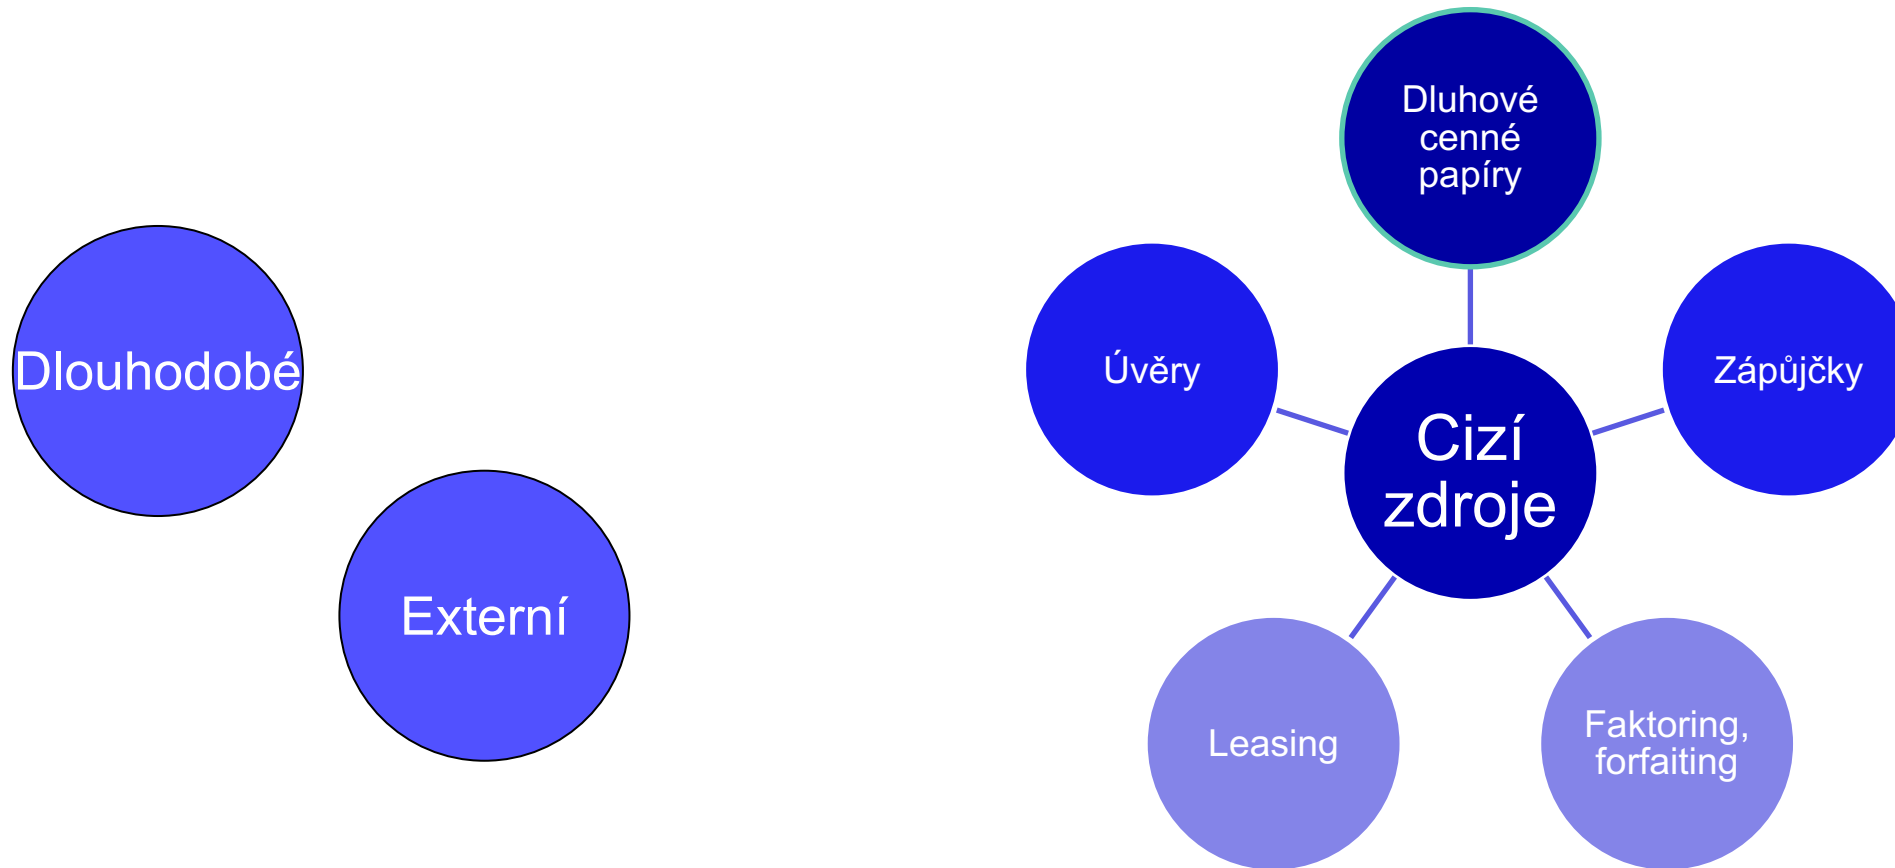 Dlouhodobé
Externí
Dluhové
cenné
papíry
Úvěry
Zápůjčky
Cizí
zdroje
Leasing
Faktoring,
forfaiting